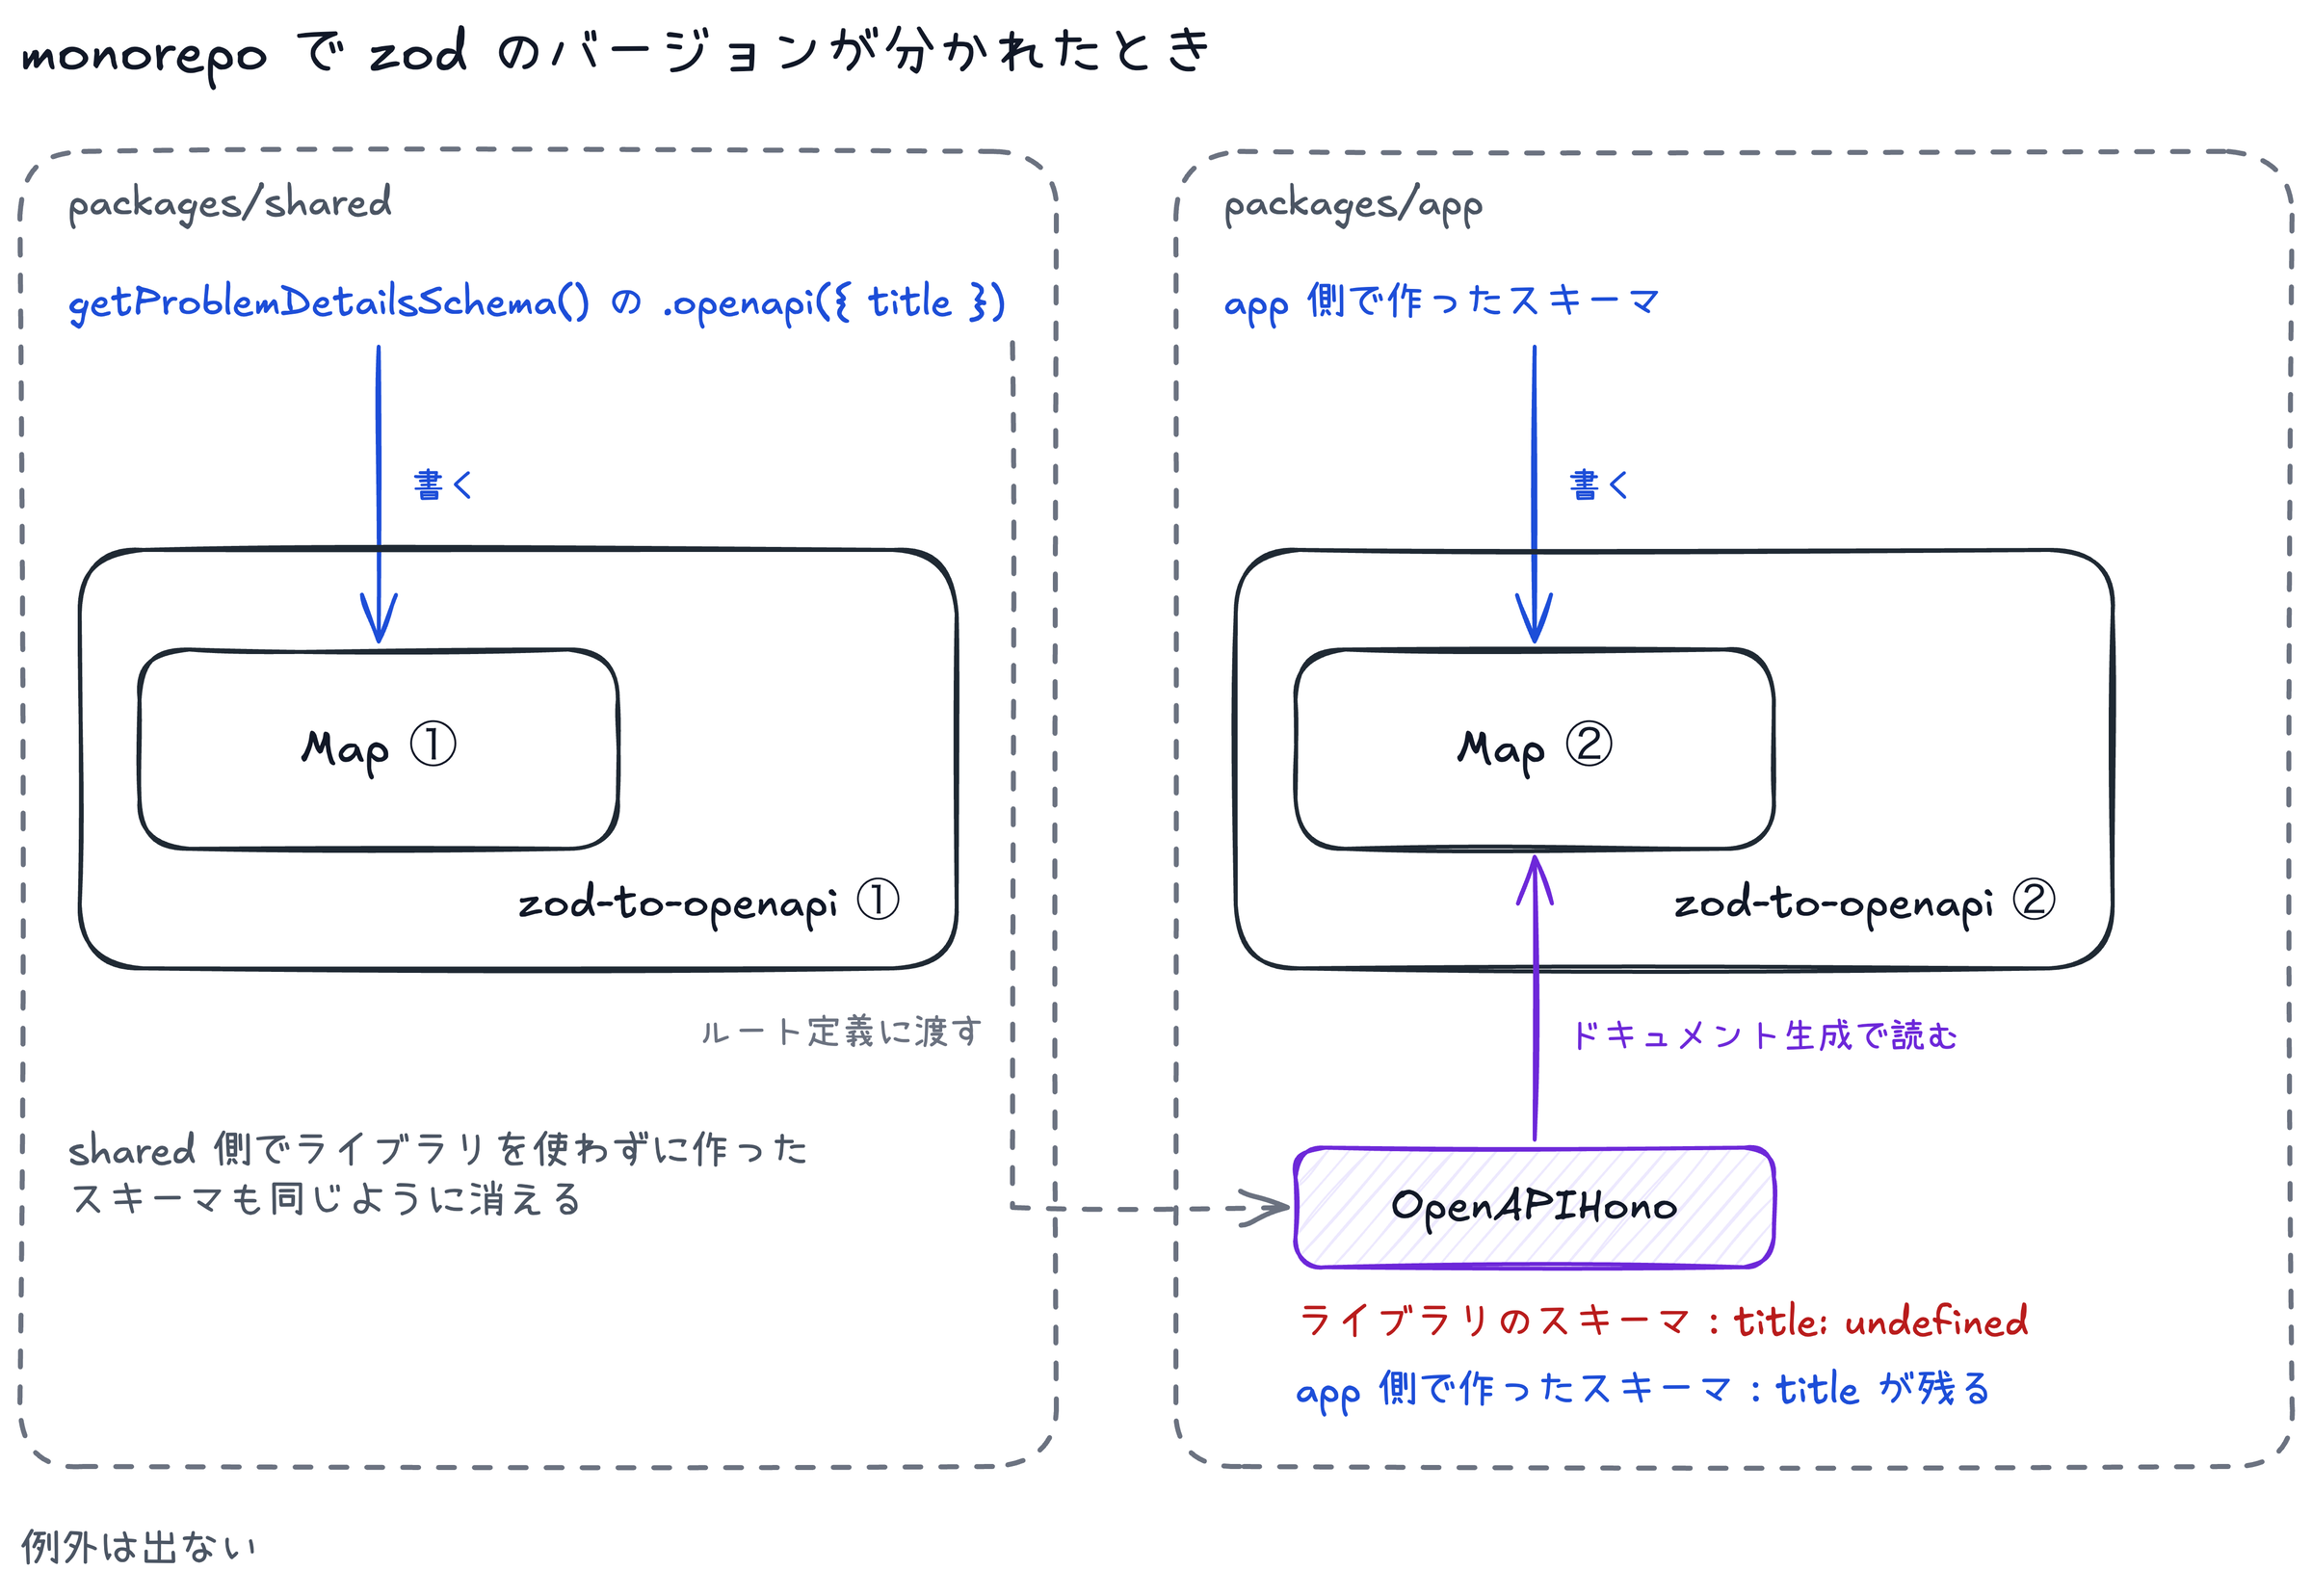 monorepo で zod のバージョンが分かれたとき
packages/shared
getProblemDetailsSchema() の .openapi({ title })
書く
Map ①
zod-to-openapi ①
ルート定義に渡す
shared 側でライブラリを使わずに作った
スキーマも同じように消える
packages/app
app 側で作ったスキーマ
書く
Map ②
zod-to-openapi ②
ドキュメント生成で読む
OpenAPIHono
ライブラリのスキーマ：title: undefined
app 側で作ったスキーマ：title が残る
例外は出ない